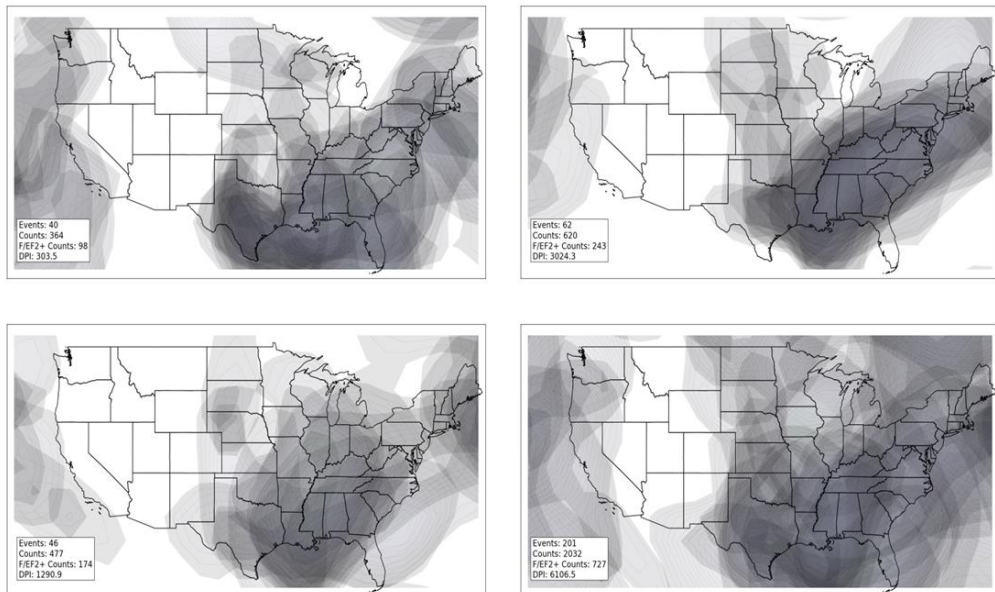 Events: 40
Counts: 364
F/EF2+ Counts: 98
DPI: 303.5
Events: 62
Counts: 620
F/EF2+ Counts: 243
DPI: 3024.3
Events: 46
Counts: 477
F/EF2+ Counts: 174
DPI: 1290.9
Events: 201
Counts: 2032
F/EF2+ Counts: 727
DPI: 6106.5